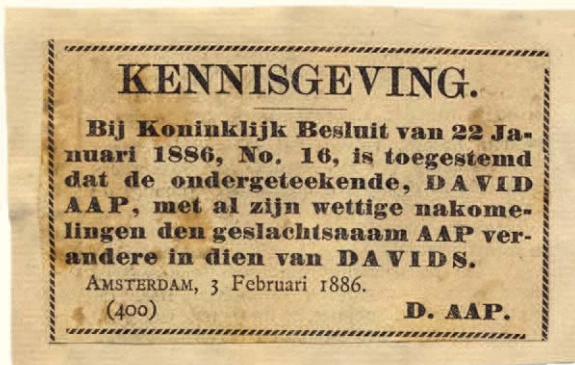 KENNISGEVING.
Bij Koninklijk Besluit van 22 Ja-
nuari 1886, No. 16, is toegestemd
dat de ondergeteekende, DAVID
AAP, met al zijn wettige nakome-
lingen den geslachtsaaam AAP ver-
andere in dien van DAVIDS.
AMSTERDAM, 3 Februari 1886.
(400) D. AAP.